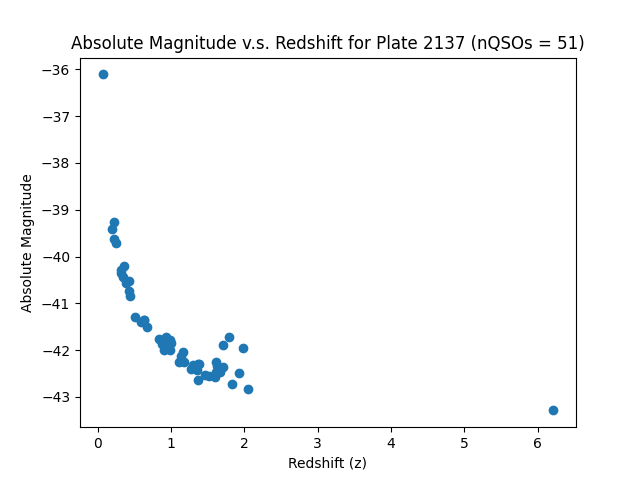 Absolute Magnitude v.s. Redshift for Plate 2137 (nQSOs = 51)
−36
−37
−38
−39
−40
−41
−42
−43
Absolute Magnitude
0 1 2 3 4 5 6
Redshift (z)